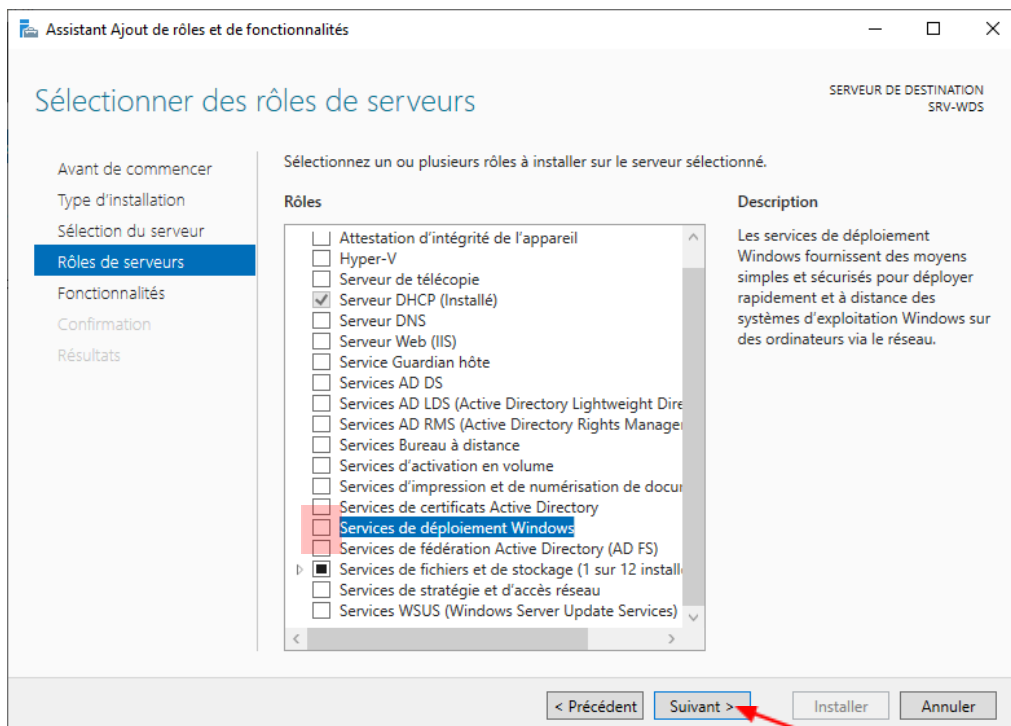 Assistant Ajout de rôles et de fonctionnalités
Sélectionner des rôles de serveurs
SERVEUR DE DESTINATION
SRV-WDS
Avant de commencer
Type d'installation
Sélection du serveur
Rôles de serveurs
Fonctionnalités
Confirmation
Résultats
Sélectionnez un ou plusieurs rôles à installer sur le serveur sélectionné.
Rôles
Attestation d'intégrité de l'appareil
Hyper-V
Serveur de télécopie
Serveur DHCP (Installé)
Serveur DNS
Serveur Web (IIS)
Service Guardian hôte
Services AD DS
Services AD LDS (Active Directory Lightweight Dire
Services AD RMS (Active Directory Rights Manager
Services Bureau à distance
Services d'activation en volume
Services d'impression et de numérisation de docur
Services de certificats Active Directory
Services de déploiement Windows
Services de fédération Active Directory (AD FS)
Services de fichiers et de stockage (1 sur 12 install
Services de stratégie et d'accès réseau
Services WSUS (Windows Server Update Services)
Description
Les services de déploiement
Windows fournissent des moyens
simples et sécurisés pour déployer
rapidement et à distance des
systèmes d'exploitation Windows sur
des ordinateurs via le réseau.
< Précédent
Suivant >
Installer
Annuler